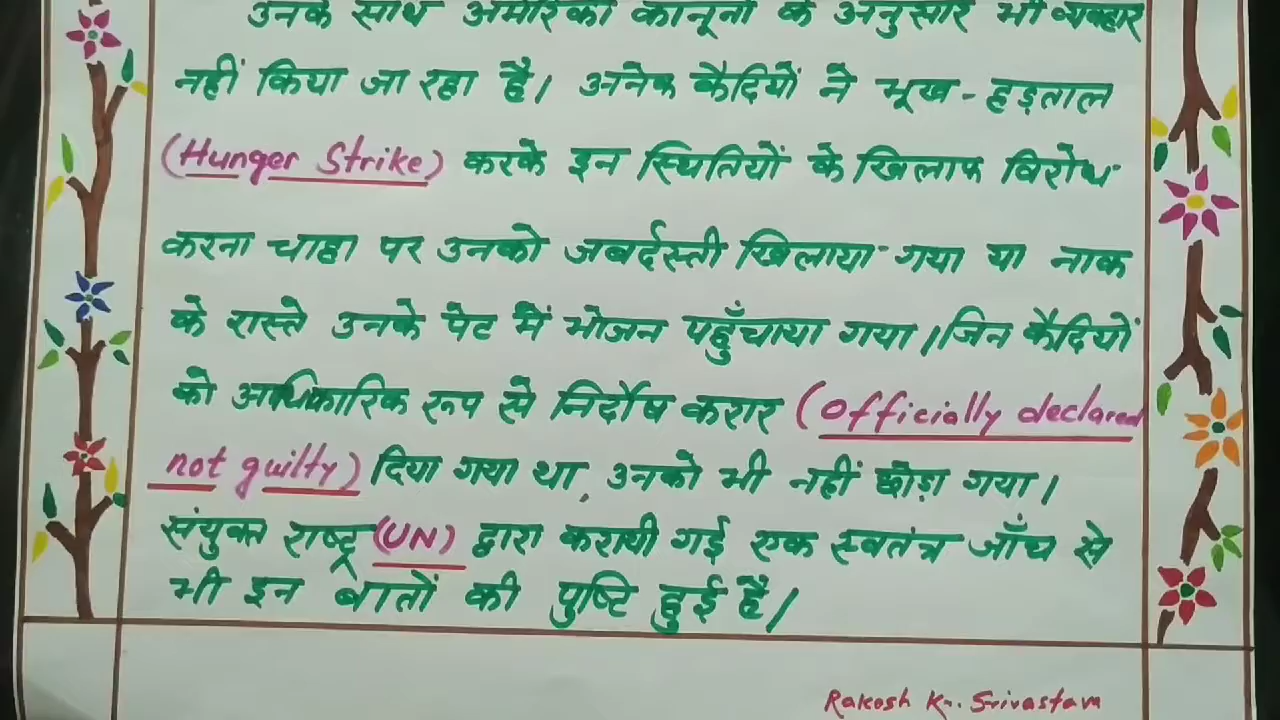 उनके साथ अमेरिकी कानूनों के अनुसार भी व्यवहार
नहीं किया जा रहा है। अनेक कैदियों ने भूख-हड़ताल
(Hunger Strike) करके इन स्थितियों के खिलाफ विरोध
करना चाहा पर उनको जबर्दस्ती खिलाया गया या नाक
के रास्ते उनके पेट में भोजन पहुँचाया गया। जिन कैदियों
को आधिकारिक रूप से निर्दोष करार (officially declared
not guilty) दिया गया था, उनको भी नहीं छोड़ा गया।
संयुक्त राष्ट्र (UN) द्वारा करायी गई एक स्वतंत्र जाँच से
भी इन बातों की पुष्टि हुई है।
Rakosh Kr. Srivastava